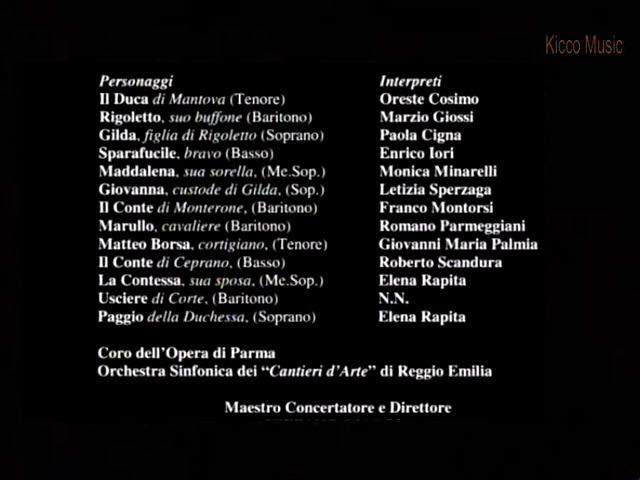 Kicco Music
Personaggi Interpreti
Il Duca di Mantova (Tenore) Oreste Cosimo
Rigoletto, suo buffone (Baritono) Marzio Giossi
Gilda, figlia di Rigoletto (Soprano) Paola Cigna
Sparafucile, bravo (Basso) Enrico Iori
Maddalena, sua sorella, (Me.Sop.) Monica Minarelli
Giovanna, custode di Gilda, (Sop.) Letizia Sperzaga
Il Conte di Monterone, (Baritono) Franco Montorsi
Marullo, cavaliere (Baritono) Romano Parmeggiani
Matteo Borsa, cortigiano, (Tenore) Giovanni Maria Palmia
Il Conte di Ceprano, (Basso) Roberto Scandura
La Contessa, sua sposa, (Me.Sop.) Elena Rapita
Usciere di Corte, (Baritono) N.N.
Paggio della Duchessa, (Soprano) Elena Rapita
Coro dell'Opera di Parma
Orchestra Sinfonica dei “Cantieri d'Arte” di Reggio Emilia
Maestro Concertatore e Direttore